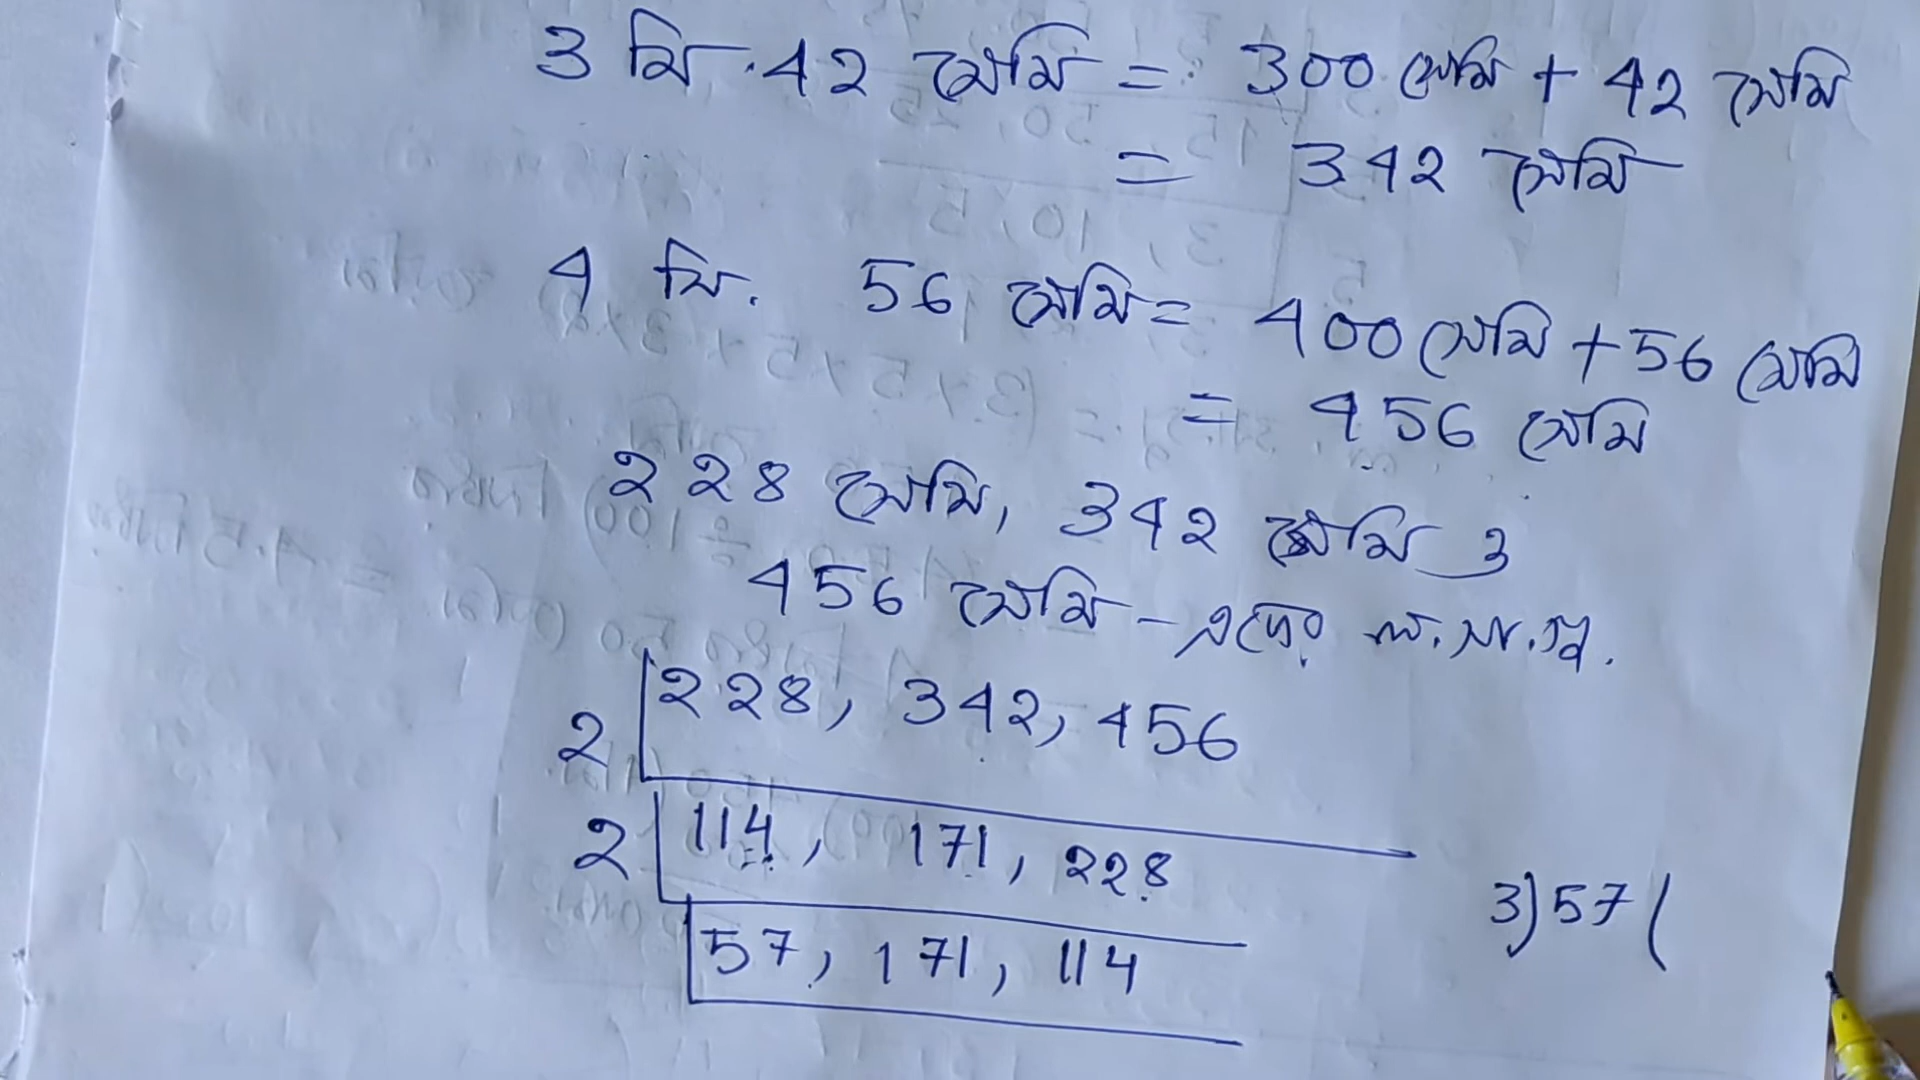 3 মি. 42 সেমি = 300 সেমি + 42 সেমি
= 342 সেমি
4 মি. 56 সেমি = 400 সেমি + 56 সেমি
= 456 সেমি
228 সেমি, 342 সেমি ও
456 সেমি - এদের ল.সা.গু.
2 228, 342, 456
2 114, 171, 228
57, 171, 114
3)57(